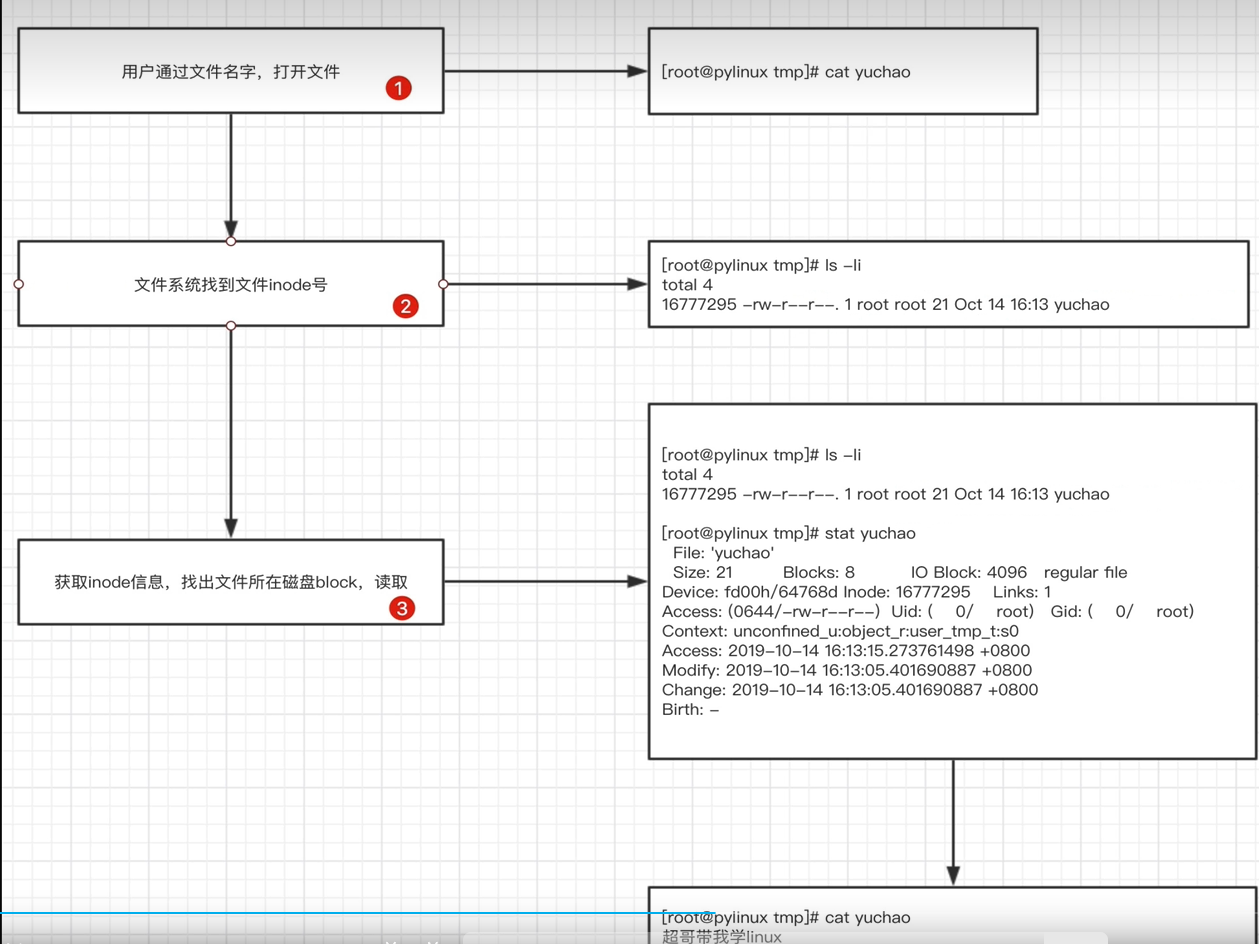 用户通过文件名字，打开文件
1
[root@pylinux tmp]# cat yuchao
文件系统找到文件inode号
2
[root@pylinux tmp]# ls -li
total 4
16777295 -rw-r--r--. 1 root root 21 Oct 14 16:13 yuchao
获取inode信息，找出文件所在磁盘block，读取
3
[root@pylinux tmp]# ls -li
total 4
16777295 -rw-r--r--. 1 root root 21 Oct 14 16:13 yuchao
[root@pylinux tmp]# stat yuchao
File: 'yuchao'
Size: 21 Blocks: 8 IO Block: 4096 regular file
Device: fd00h/64768d Inode: 16777295 Links: 1
Access: (0644/-rw-r--r--) Uid: ( 0/ root) Gid: ( 0/ root)
Context: unconfined_u:object_r:user_tmp_t:s0
Access: 2019-10-14 16:13:15.273761498 +0800
Modify: 2019-10-14 16:13:05.401690887 +0800
Change: 2019-10-14 16:13:05.401690887 +0800
Birth: -
[root@pylinux tmp]# cat yuchao
超哥带我学linux